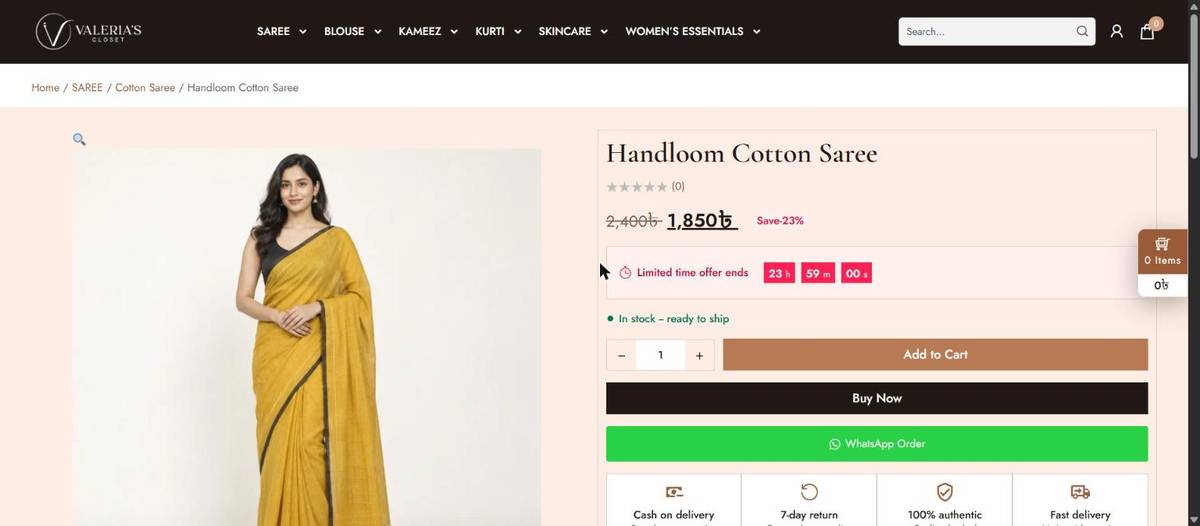 VALERIA'S
CLOSET
SAREE
BLOUSE
KAMEEZ
KURTI
SKINCARE
WOMEN'S ESSENTIALS
Search...
0
Home / SAREE / Cotton Saree / Handloom Cotton Saree
Handloom Cotton Saree
(0)
2,400৳ 1,850৳ Save-23%
Limited time offer ends 23 h 59 m 00 s
0 Items
0৳
In stock – ready to ship
− 1 + Add to Cart
Buy Now
WhatsApp Order
Cash on delivery
7-day return
100% authentic
Fast delivery